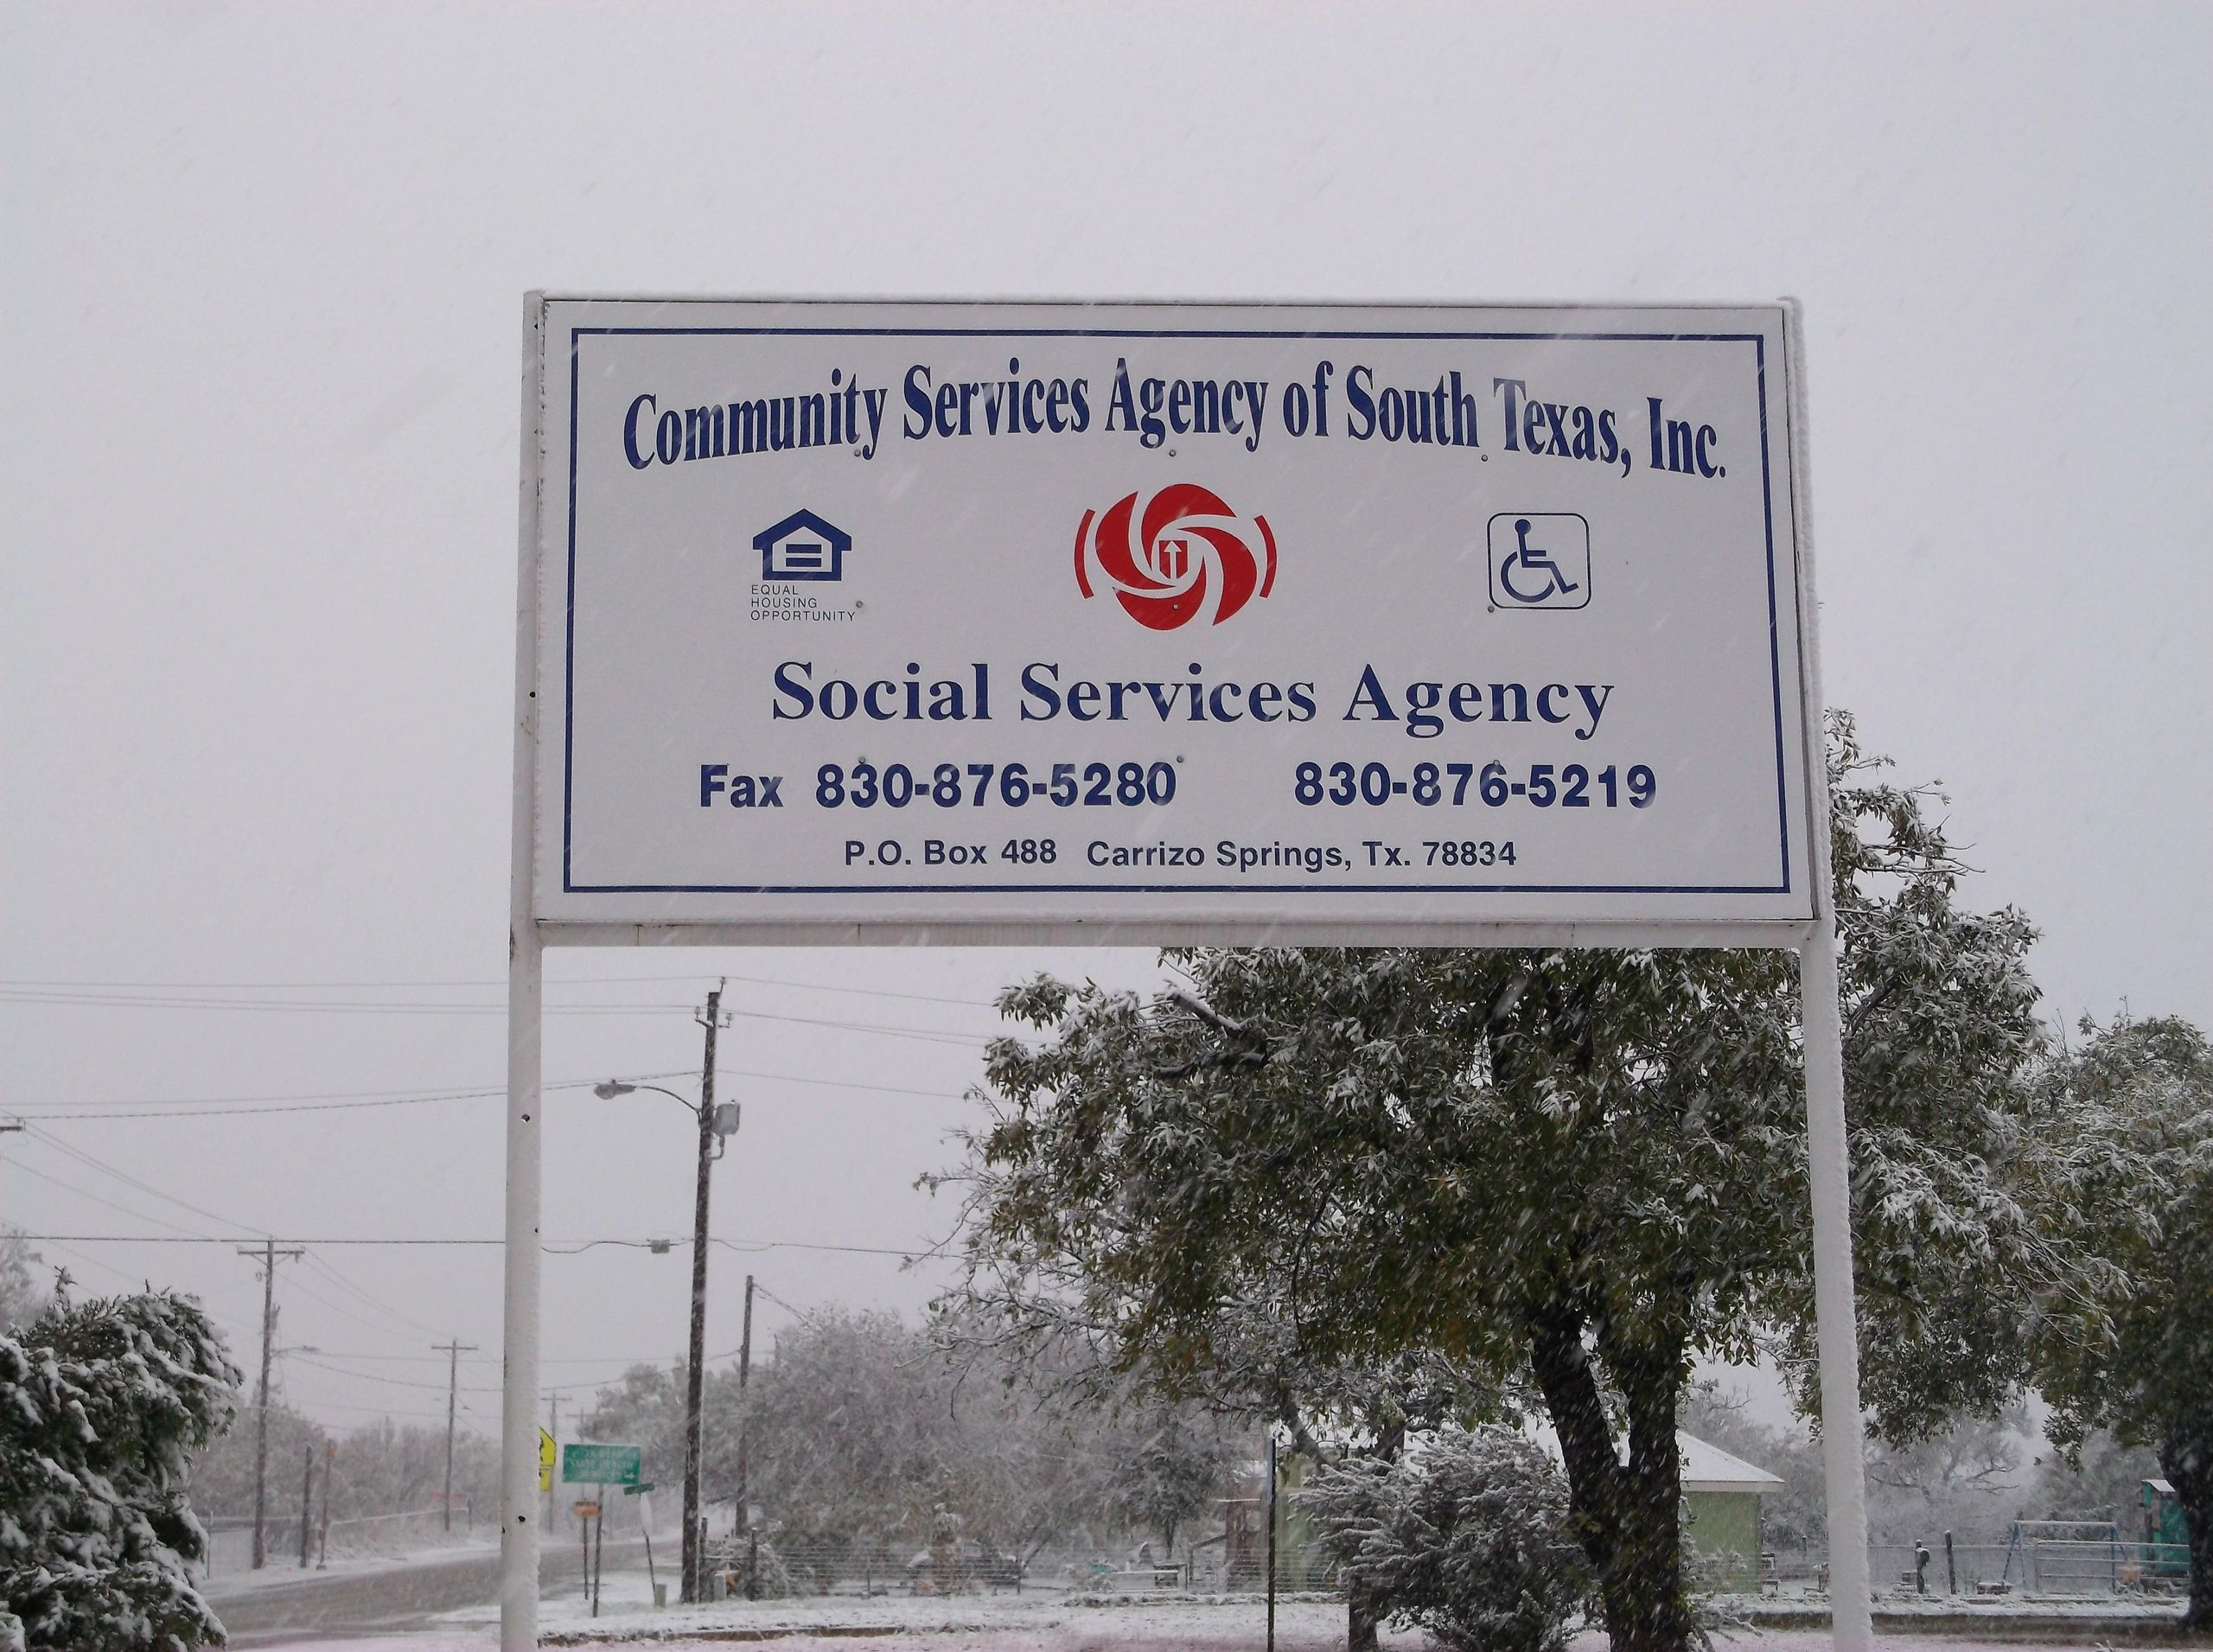 Community Services Agency of South Texas, Inc.
EQUAL
HOUSING
OPPORTUNITY
Social Services Agency
Fax 830-876-5280 830-876-5219
P.O. Box 488 Carrizo Springs, Tx. 78834